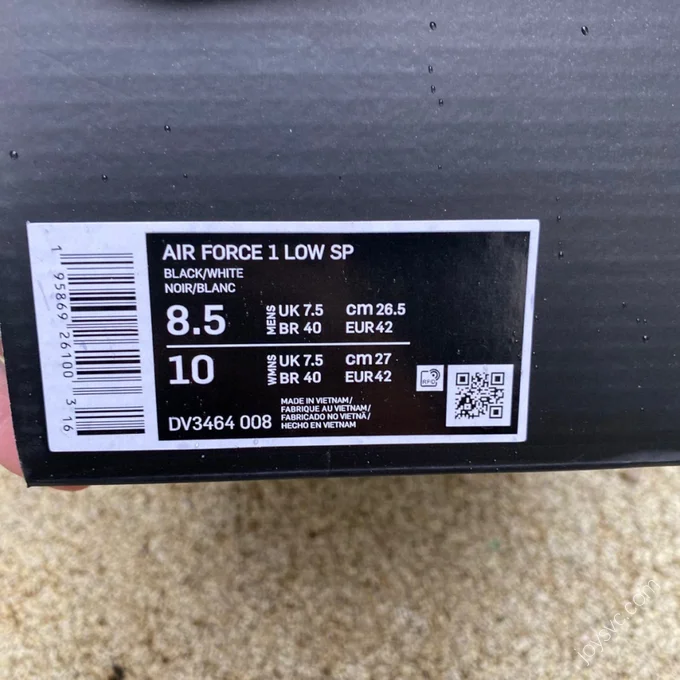 AIR FORCE 1 LOW SP
BLACK/WHITE
NOIR/BLANC
8.5 MENS UK 7.5 cm 26.5
BR 40 EUR 42
10 WMNS UK 7.5 cm 27
BR 40 EUR 42
DV3464 008
MADE IN VIETNAM/
FABRIQUE AU VIETNAM/
FABRICADO NO VIETNÃ/
HECHO EN VIETNAM
RFID
1 95869 26100 3 16
joysvc.com